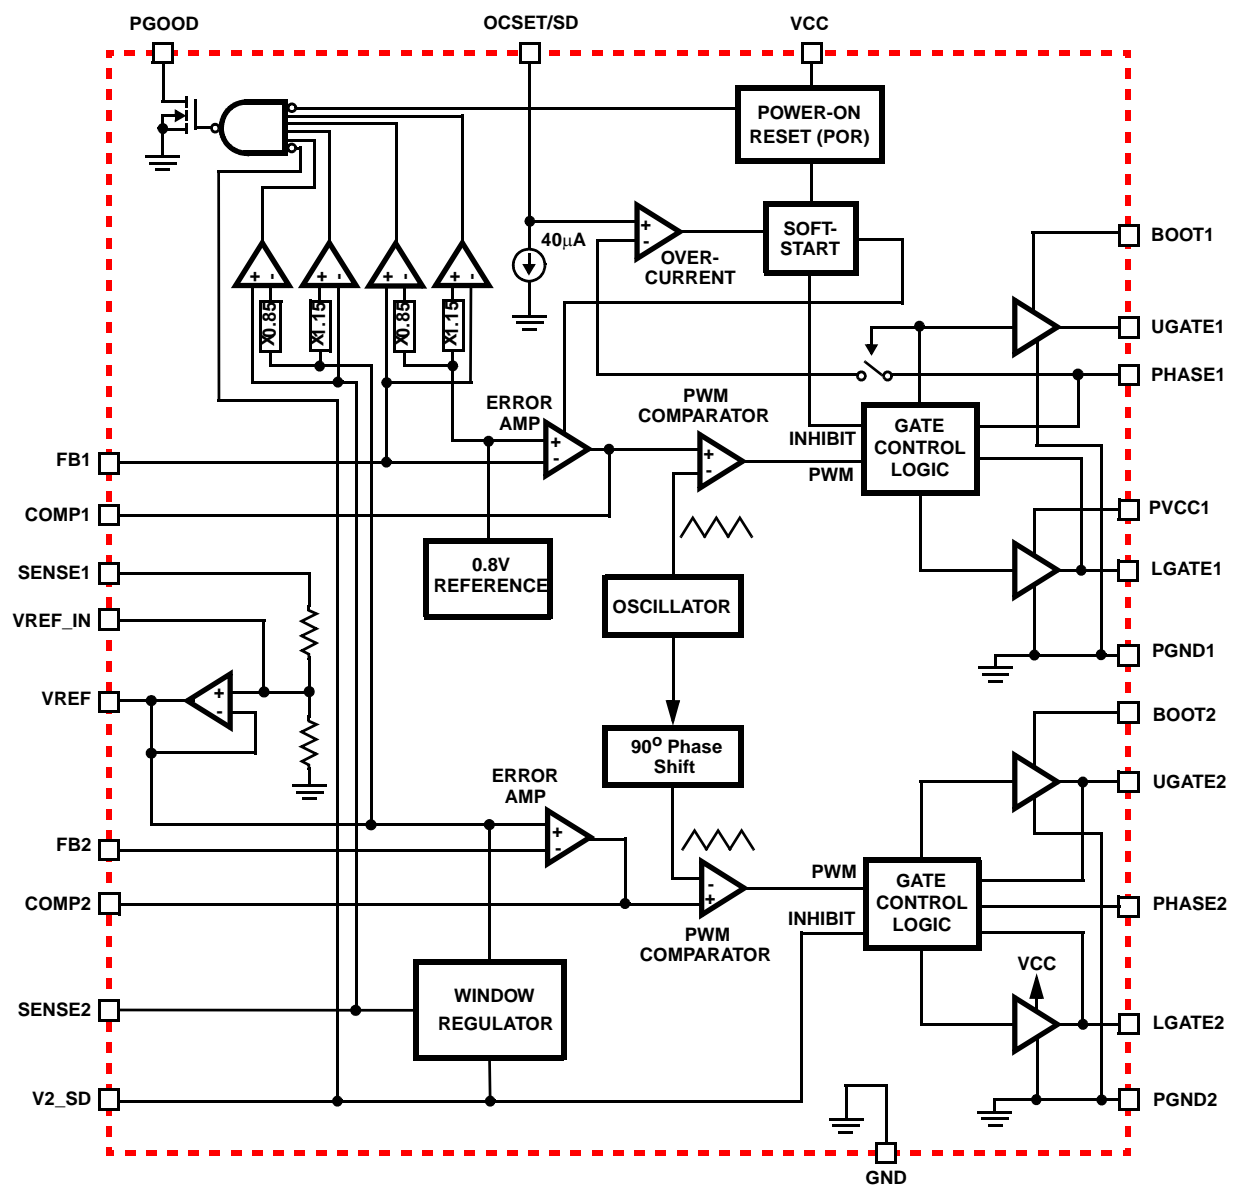 PGOOD
OCSET/SD
VCC
POWER-ON
RESET (POR)
SOFT-
START
40μA
+
-
OVER-
CURRENT
BOOT1
UGATE1
PHASE1
+ -
+ -
+ -
+ -
X0.85
X1.15
X0.85
X1.15
ERROR
AMP
+
-
PWM
COMPARATOR
+
-
INHIBIT
PWM
GATE
CONTROL
LOGIC
FB1
COMP1
PVCC1
LGATE1
SENSE1
0.8V
REFERENCE
OSCILLATOR
VREF_IN
PGND1
VREF
+
-
BOOT2
90O Phase
Shift
UGATE2
ERROR
AMP
+
-
FB2
PWM
GATE
CONTROL
LOGIC
-
+
COMP2
INHIBIT
PHASE2
PWM
COMPARATOR
VCC
WINDOW
REGULATOR
SENSE2
LGATE2
V2_SD
PGND2
GND